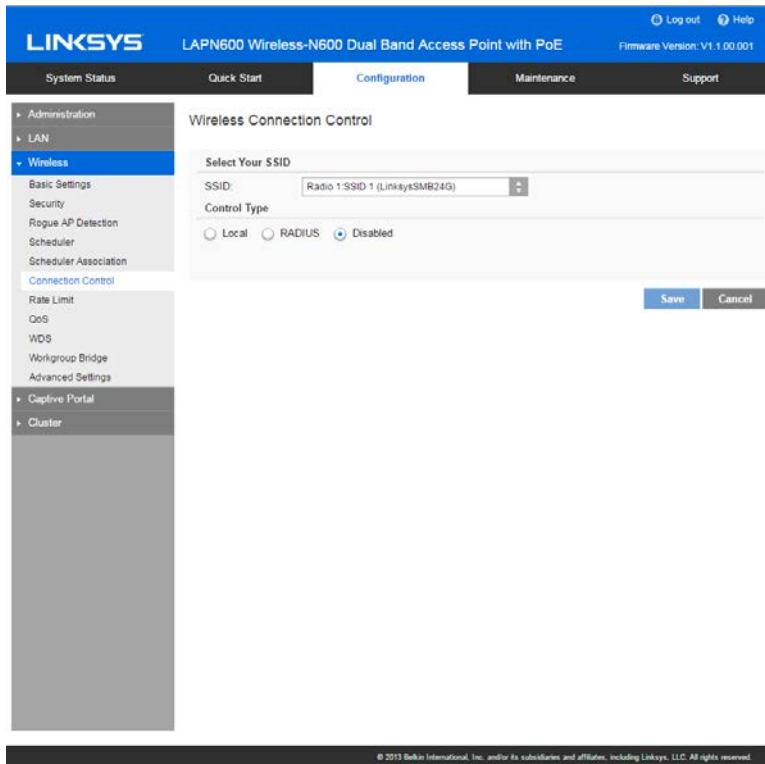 Log out Help
LINKSYS LAPN600 Wireless-N600 Dual Band Access Point with PoE Firmware Version: V1.1.00.001
System Status Quick Start Configuration Maintenance Support
Administration
LAN
Wireless
Basic Settings
Security
Rogue AP Detection
Scheduler
Scheduler Association
Connection Control
Rate Limit
QoS
WDS
Workgroup Bridge
Advanced Settings
Captive Portal
Cluster
Wireless Connection Control
Select Your SSID
SSID: Radio 1:SSID 1 (LinksysSMB24G)
Control Type
Local RADIUS Disabled
Save Cancel
© 2013 Belkin International, Inc. and/or its subsidiaries and affiliates, including Linksys, LLC. All rights reserved.